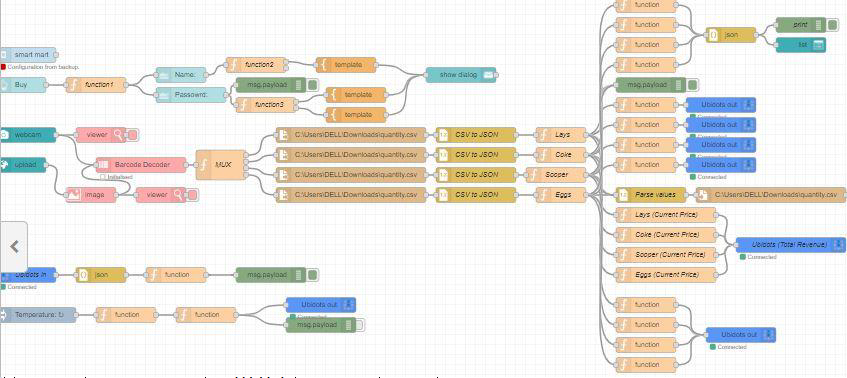 function
function
json
print
list
function
function
smart mart
Configuration from backup.
Buy
function1
Name:
Passowrd:
function2
msg.payload
function3
template
template
template
show dialog
msg.payload
function
Ubidots out
Connected
function
Ubidots out
Connected
function
Ubidots out
Connected
function
Ubidots out
Connected
webcam
viewer
upload
Barcode Decoder
Initialised
image
viewer
MUX
C:\Users\DELL\Downloads\quantity.csv
CSV to JSON
Lays
C:\Users\DELL\Downloads\quantity.csv
CSV to JSON
Coke
C:\Users\DELL\Downloads\quantity.csv
CSV to JSON
Scoper
C:\Users\DELL\Downloads\quantity.csv
CSV to JSON
Eggs
Parse values
C:\Users\DELL\Downloads\quantity.csv
Lays (Current Price)
Coke (Current Price)
Scoper (Current Price)
Eggs (Current Price)
Ubidots (Total Revenue)
Connected
Ubidots in
Connected
json
function
msg.payload
Temperature:
function
function
Ubidots out
msg.payload
function
function
function
function
Ubidots out
Connected